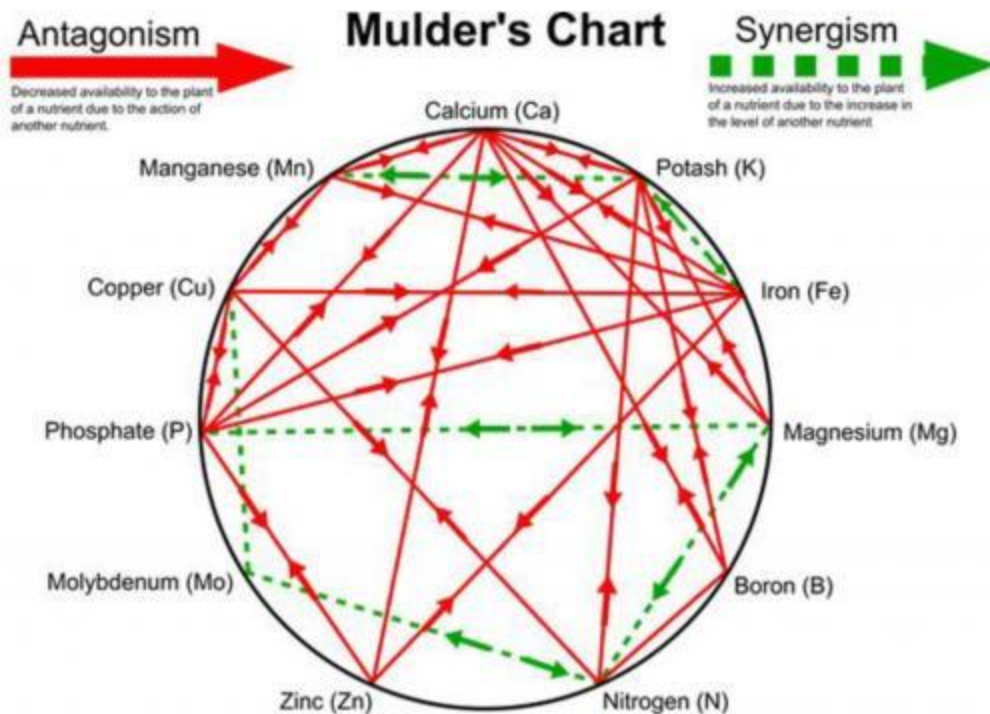 Mulder's Chart
Antagonism
Decreased availability to the plant
of a nutrient due to the action of
another nutrient.
Synergism
Increased availability to the plant
of a nutrient due to the increase in
the level of another nutrient
Calcium (Ca)
Manganese (Mn)
Potash (K)
Copper (Cu)
Iron (Fe)
Phosphate (P)
Magnesium (Mg)
Molybdenum (Mo)
Boron (B)
Zinc (Zn)
Nitrogen (N)